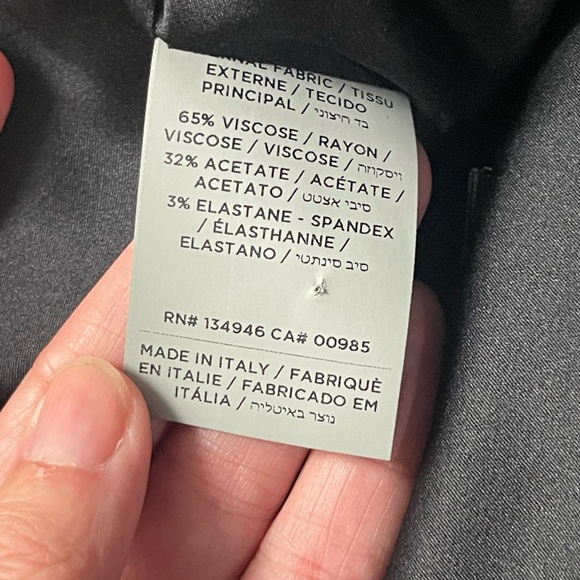 FABRIC / TISSU
EXTERNE / TECIDO
PRINCIPAL / בד חיצוני
65% VISCOSE / RAYON /
VISCOSE / VISCOSE / ויסקוזה
32% ACETATE / ACÉTATE /
ACETATO / סיבי אצטט
3% ELASTANE - SPANDEX
/ ÉLASTHANNE /
ELASTANO / סיב סינתטי
RN# 134946 CA# 00985
MADE IN ITALY / FABRIQUÈ
EN ITALIE / FABRICADO EM
ITÁLIA / נוצר באיטליה